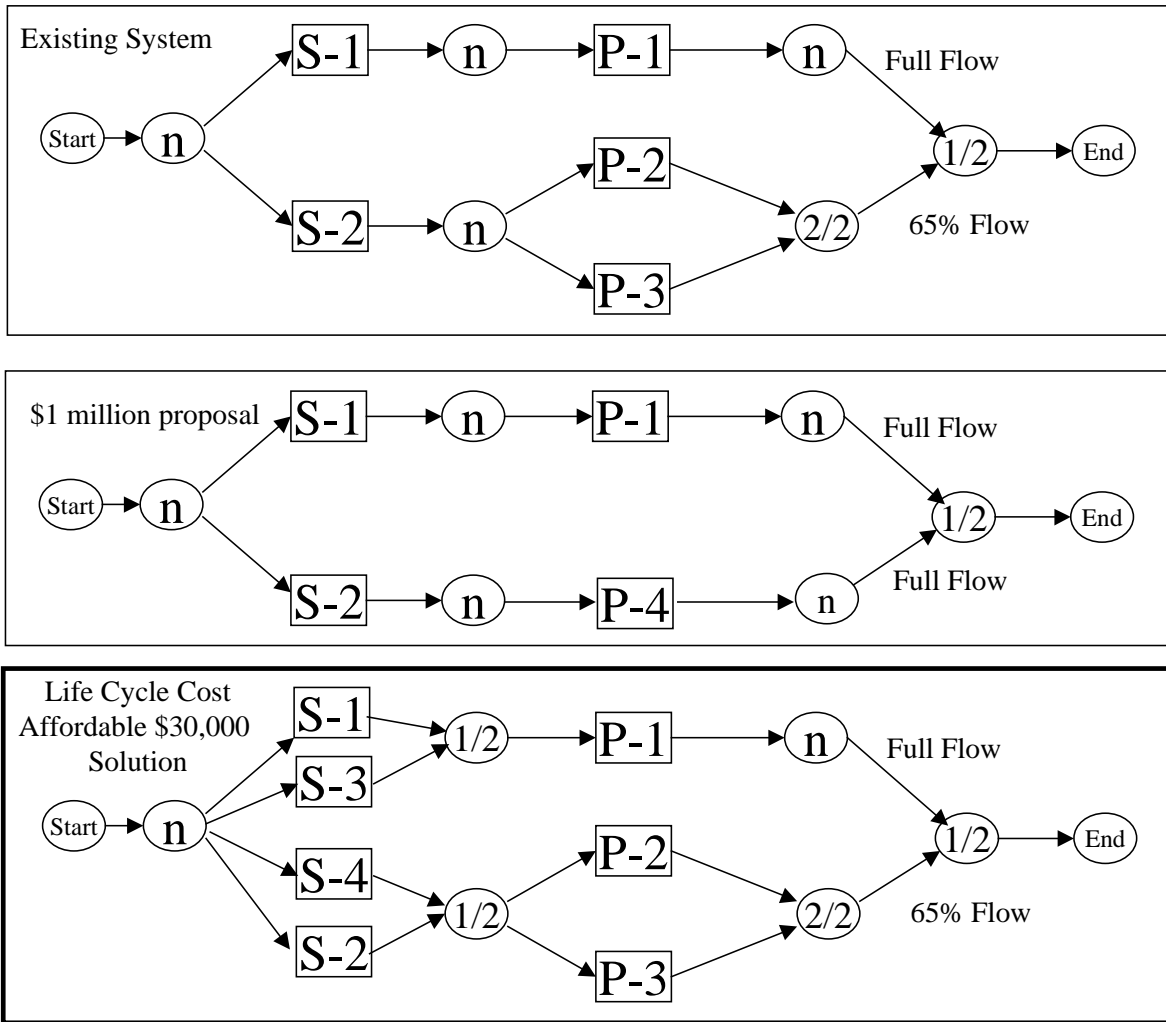 Existing System
S-1
n
P-1
n
Full Flow
Start
n
P-2
1/2
End
S-2
n
2/2
65% Flow
P-3
$1 million proposal
S-1
n
P-1
n
Full Flow
Start
n
1/2
End
S-2
n
P-4
n
Full Flow
Life Cycle Cost
Affordable $30,000
Solution
S-1
1/2
P-1
n
Full Flow
S-3
Start
n
P-2
1/2
End
S-4
1/2
2/2
65% Flow
S-2
P-3